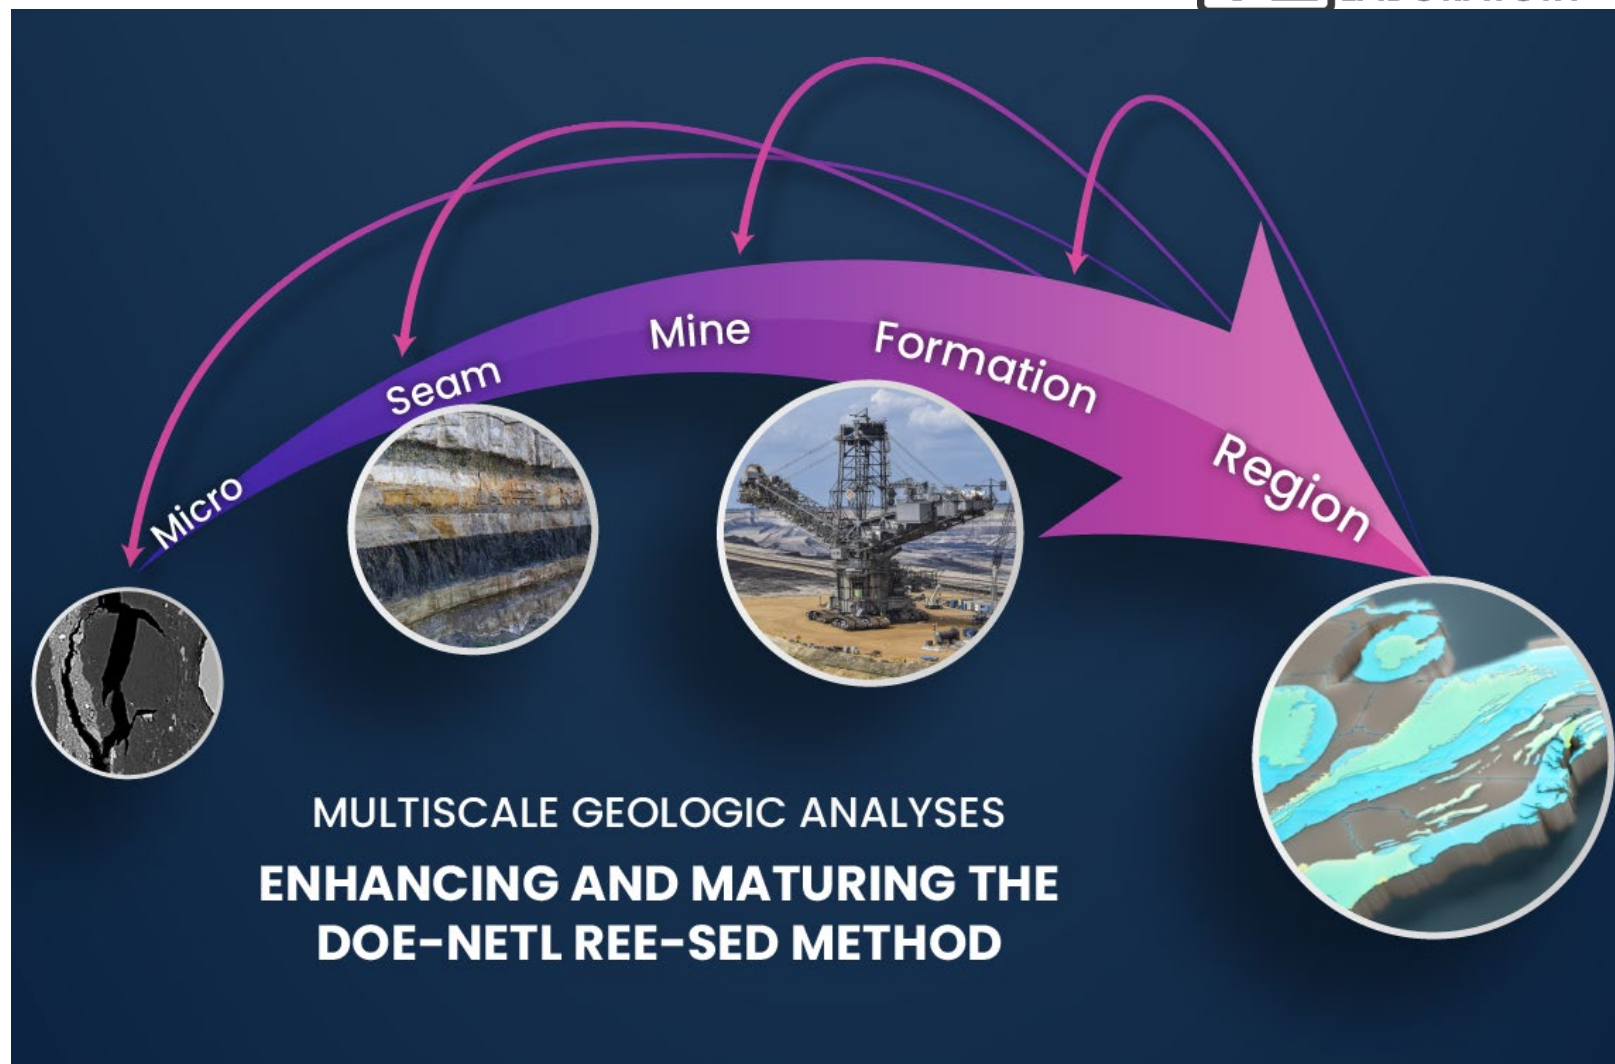 Micro
Seam
Mine
Formation
Region
MULTISCALE GEOLOGIC ANALYSES
ENHANCING AND MATURING THE
DOE-NETL REE-SED METHOD